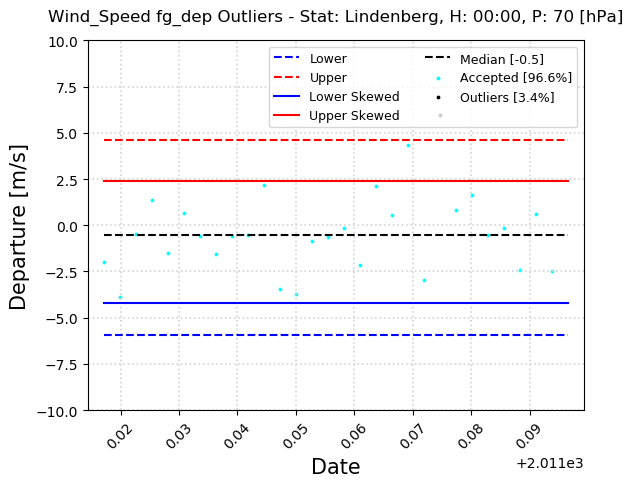 Wind_Speed fg_dep Outliers - Stat: Lindenberg, H: 00:00, P: 70 [hPa]
Lower
Upper
Lower Skewed
Upper Skewed
Median [-0.5]
Accepted [96.6%]
Outliers [3.4%]
Departure [m/s]
10.0
7.5
5.0
2.5
0.0
−2.5
−5.0
−7.5
−10.0
0.02
0.03
0.04
0.05
0.06
0.07
0.08
0.09
+2.011e3
Date